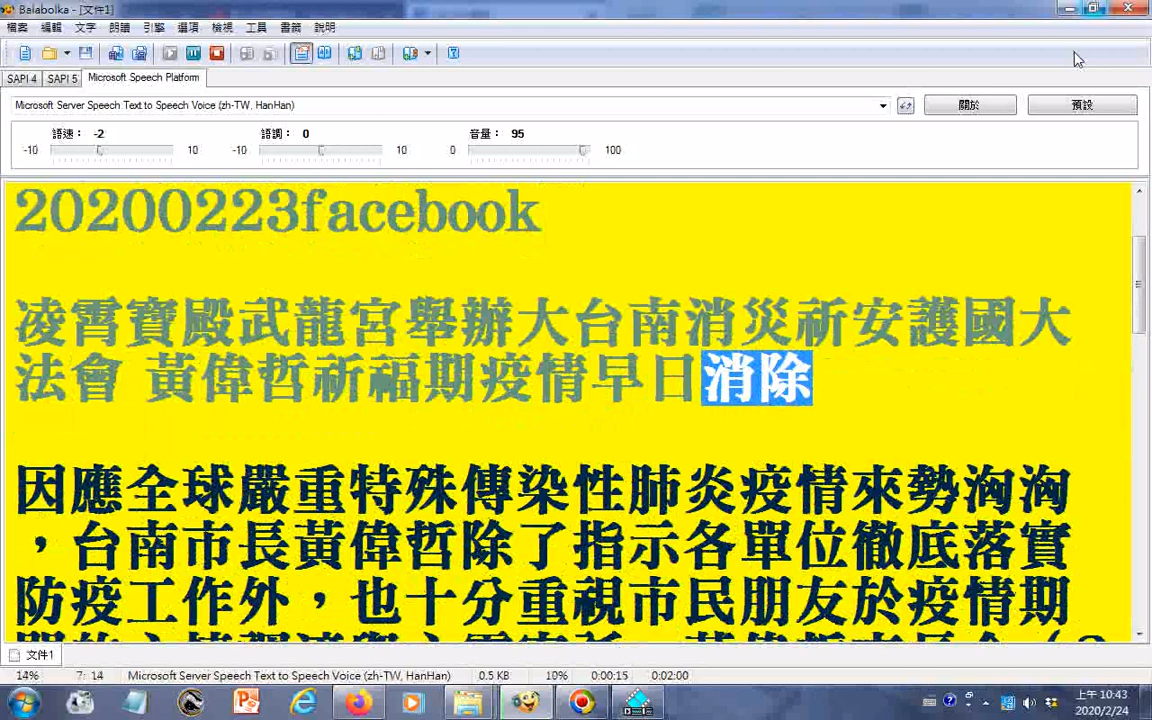 Balabolka - [文件1]
檔案 編輯 文字 朗讀 引擎 選項 檢視 工具 書籤 說明
SAPI 4 SAPI 5 Microsoft Speech Platform
Microsoft Server Speech Text to Speech Voice (zh-TW, HanHan) 關於 預設
語速： -2 語調： 0 音量： 95
-10 10 -10 10 0 100
20200223facebook
凌霄寶殿武龍宮舉辦大台南消災祈安護國大
法會 黃偉哲祈福期疫情早日消除
因應全球嚴重特殊傳染性肺炎疫情來勢洶洶
，台南市長黃偉哲除了指示各單位徹底落實
防疫工作外，也十分重視市民朋友於疫情期
文件1
14% 7: 14 Microsoft Server Speech Text to Speech Voice (zh-TW, HanHan) 0.5 KB 10% 0:00:15 0:02:00
上午 10:43
2020/2/24